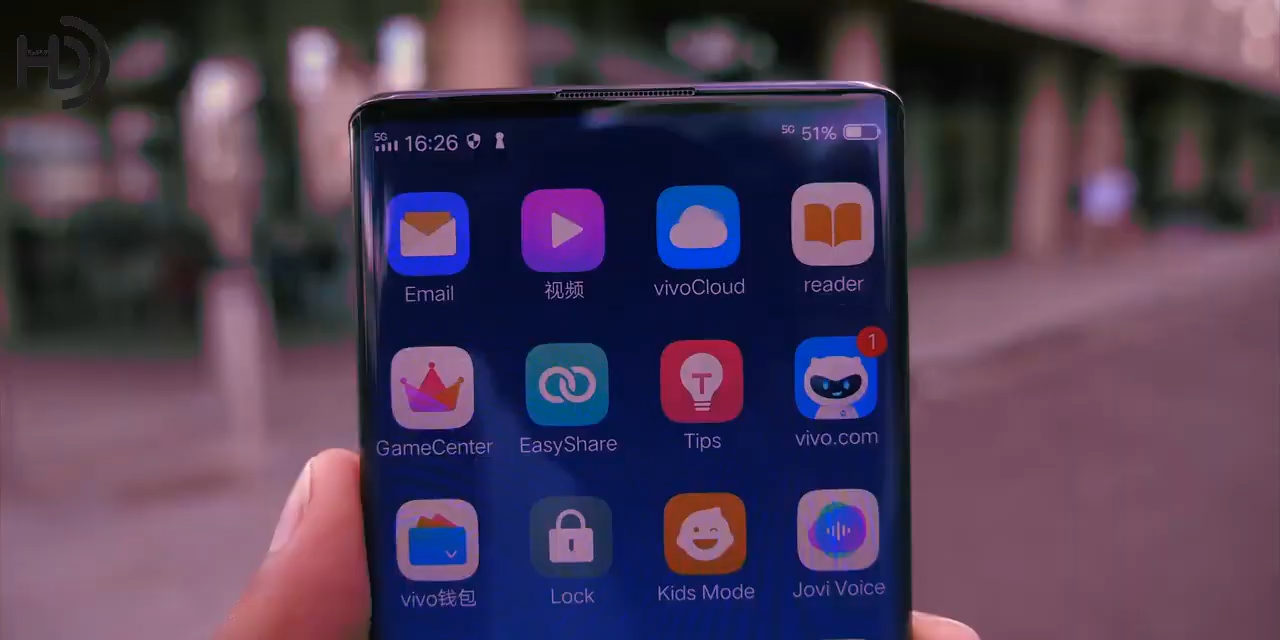 HD
5G 16:26 5G 51%
Email 视频 vivoCloud reader
1
GameCenter EasyShare Tips vivo.com
T
vivo钱包 Lock Kids Mode Jovi Voice